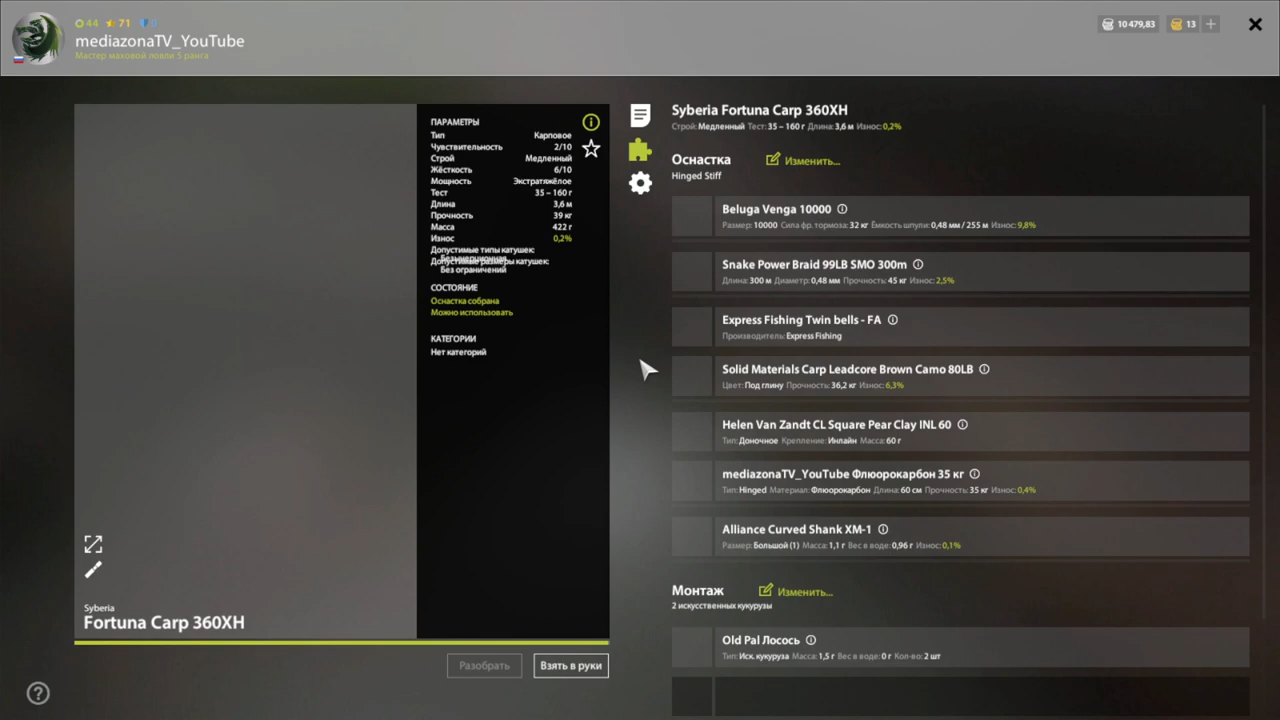 44 71
mediazonaTV_YouTube
Мастер маховой ловли 5 ранга
10 479,83 13
ПАРАМЕТРЫ
Тип Карповое
Чувствительность 2/10
Строй Медленный
Жёсткость 6/10
Мощность Экстратяжёлое
Тест 35 – 160 г
Длина 3,6 м
Прочность 39 кг
Масса 422 г
Износ 0,2%
Допустимые типы катушек:
Безынерционная
Допустимые размеры катушек:
Без ограничений
СОСТОЯНИЕ
Оснастка собрана
Можно использовать
КАТЕГОРИИ
Нет категорий
Syberia
Fortuna Carp 360XH
Разобрать
Взять в руки
Syberia Fortuna Carp 360XH
Строй: Медленный Тест: 35 – 160 г Длина: 3,6 м Износ: 0,2%
Оснастка Изменить...
Hinged Stiff
Beluga Venga 10000
Размер: 10000 Сила фр. тормоза: 32 кг Ёмкость шпули: 0,48 мм / 255 м Износ: 9,8%
Snake Power Braid 99LB SMO 300m
Длина: 300 м Диаметр: 0,48 мм Прочность: 45 кг Износ: 2,5%
Express Fishing Twin bells - FA
Производитель: Express Fishing
Solid Materials Carp Leadcore Brown Camo 80LB
Цвет: Под глину Прочность: 36,2 кг Износ: 6,3%
Helen Van Zandt CL Square Pear Clay INL 60
Тип: Доночное Крепление: Инлайн Масса: 60 г
mediazonaTV_YouTube Флюорокарбон 35 кг
Тип: Hinged Материал: Флюорокарбон Длина: 60 см Прочность: 35 кг Износ: 0,4%
Alliance Curved Shank XM-1
Размер: Большой (1) Масса: 1,1 г Вес в воде: 0,96 г Износ: 0,1%
Монтаж Изменить...
2 искусственных кукурузы
Old Pal Лосось
Тип: Иск. кукуруза Масса: 1,5 г Вес в воде: 0 г Кол-во: 2 шт